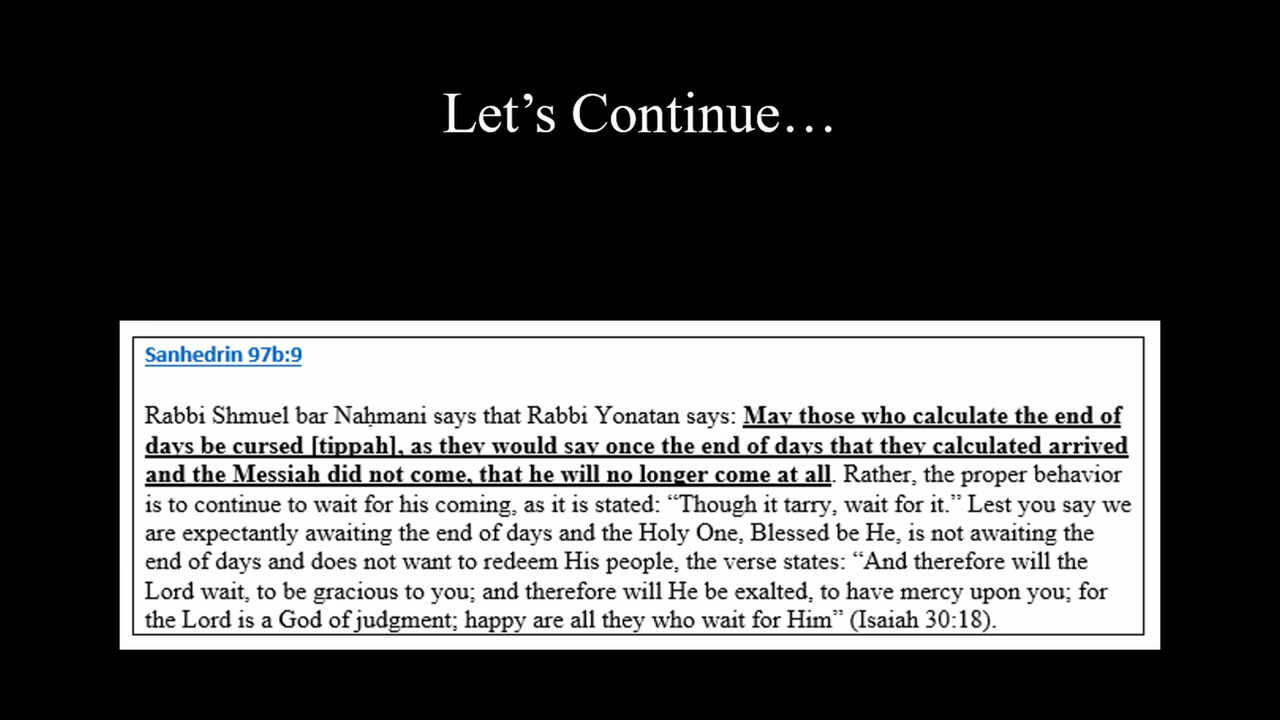 Let’s Continue…
Sanhedrin 97b:9
Rabbi Shmuel bar Naḥmani says that Rabbi Yonatan says: May those who calculate the end of
days be cursed [tippah], as they would say once the end of days that they calculated arrived
and the Messiah did not come, that he will no longer come at all. Rather, the proper behavior
is to continue to wait for his coming, as it is stated: “Though it tarry, wait for it.” Lest you say we
are expectantly awaiting the end of days and the Holy One, Blessed be He, is not awaiting the
end of days and does not want to redeem His people, the verse states: “And therefore will the
Lord wait, to be gracious to you; and therefore will He be exalted, to have mercy upon you; for
the Lord is a God of judgment; happy are all they who wait for Him” (Isaiah 30:18).